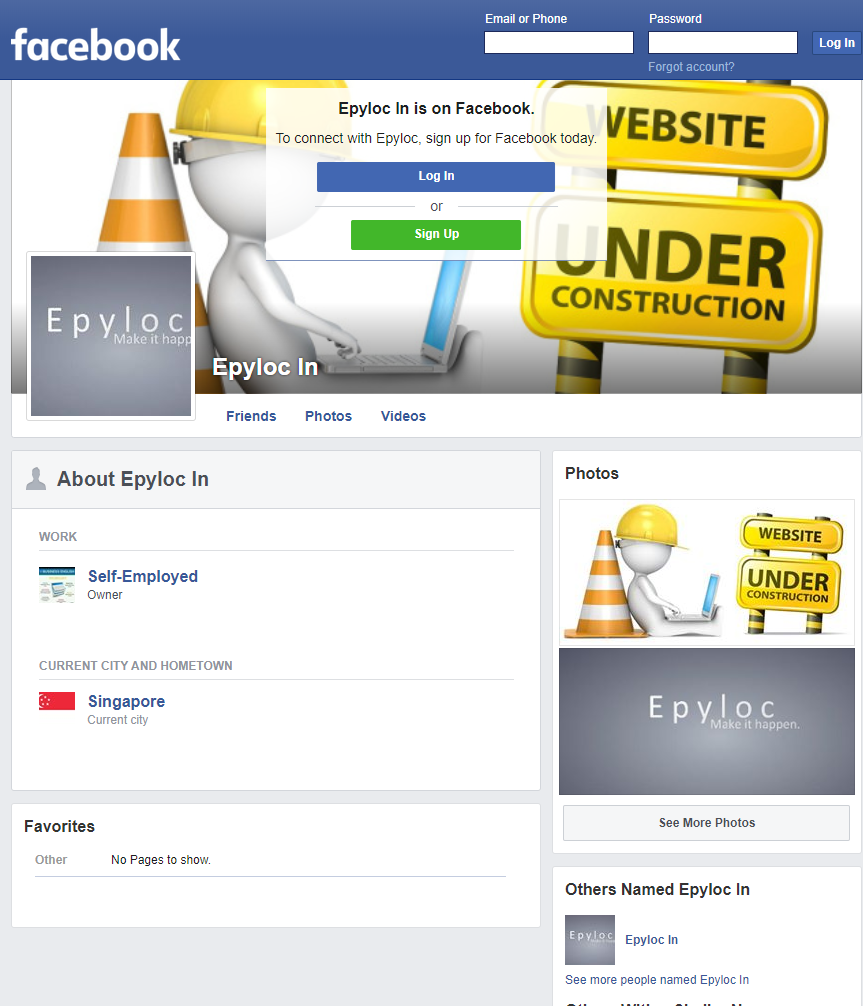 facebook
Email or Phone
Password
Log In
Forgot account?
Epyloc In is on Facebook.
To connect with Epyloc, sign up for Facebook today.
Log In
or
Sign Up
WEBSITE
UNDER
CONSTRUCTION
Epyloc
Make it happ
Epyloc In
Friends
Photos
Videos
About Epyloc In
WORK
Self-Employed
Owner
CURRENT CITY AND HOMETOWN
Singapore
Current city
Favorites
Other
No Pages to show.
Photos
WEBSITE
UNDER
CONSTRUCTION
Epyloc
Make it happen.
See More Photos
Others Named Epyloc In
Epyloc
Epyloc In
See more people named Epyloc In